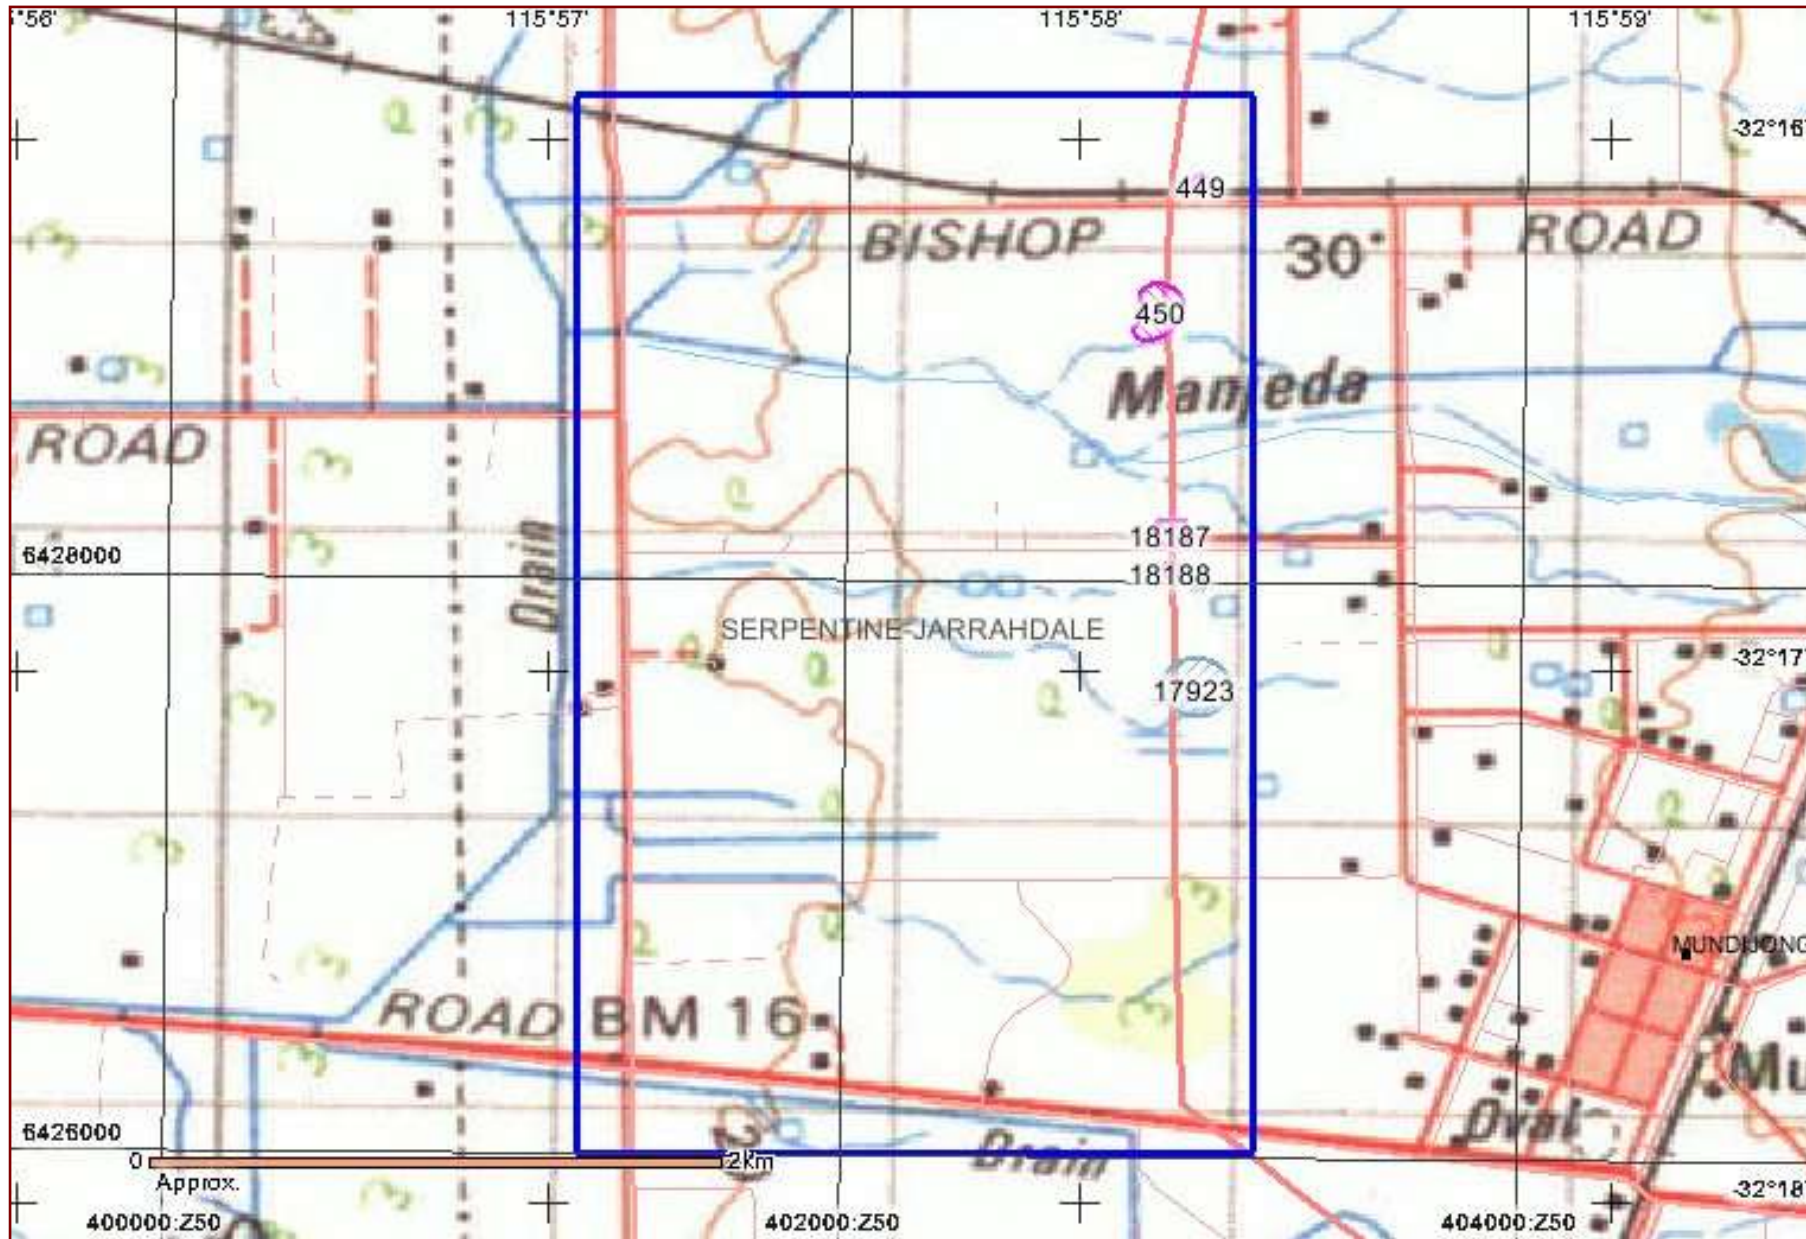 °56'
115°57'
115°58'
115°59'
-32°16'
449
BISHOP
30°
ROAD
450
Manjeda
ROAD
Drain
18187
6428000
18188
SERPENTINE-JARRAHDALE
-32°17'
17923
MUNDIJONG
ROAD BM 16
Mu
Oval
6426000
Drain
0
2km
Approx.
-32°18'
400000:Z50
402000:Z50
404000:Z50